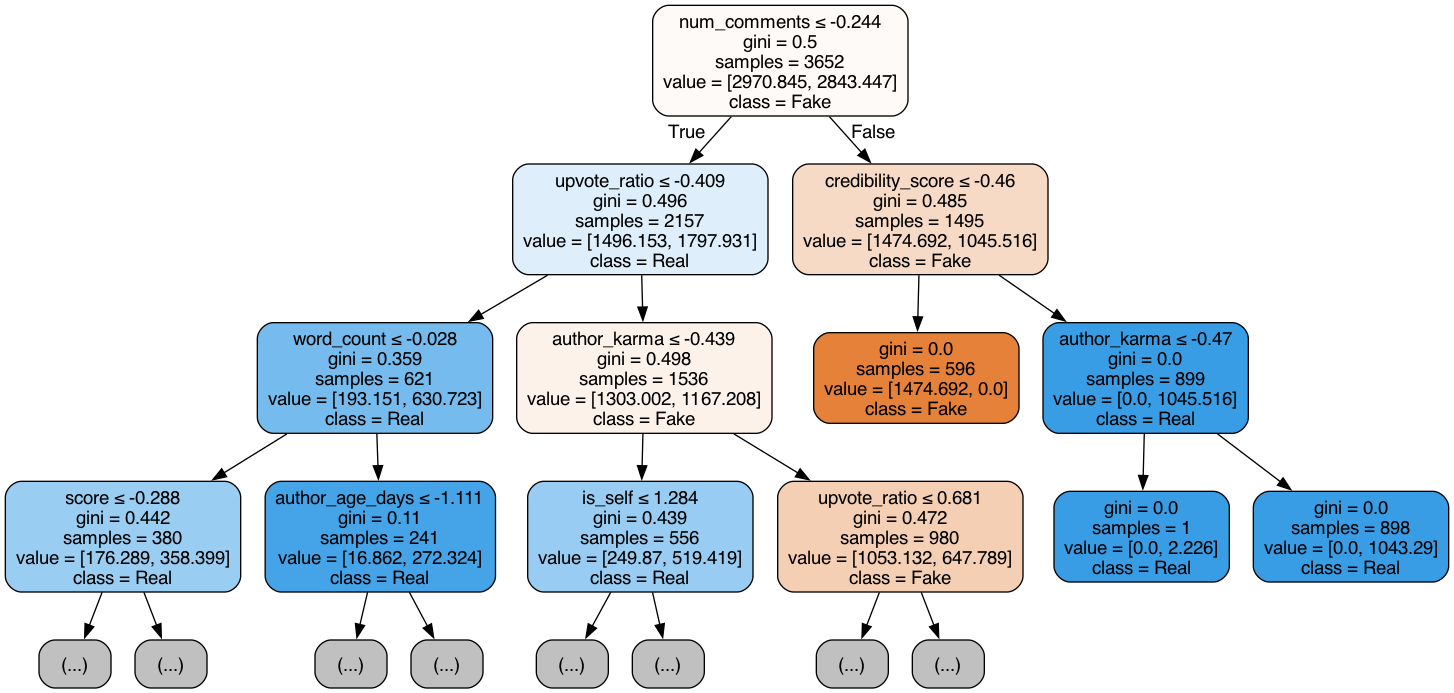 num_comments ≤ -0.244
gini = 0.5
samples = 3652
value = [2970.845, 2843.447]
class = Fake
True
False
upvote_ratio ≤ -0.409
gini = 0.496
samples = 2157
value = [1496.153, 1797.931]
class = Real
credibility_score ≤ -0.46
gini = 0.485
samples = 1495
value = [1474.692, 1045.516]
class = Fake
word_count ≤ -0.028
gini = 0.359
samples = 621
value = [193.151, 630.723]
class = Real
author_karma ≤ -0.439
gini = 0.498
samples = 1536
value = [1303.002, 1167.208]
class = Fake
gini = 0.0
samples = 596
value = [1474.692, 0.0]
class = Fake
author_karma ≤ -0.47
gini = 0.0
samples = 899
value = [0.0, 1045.516]
class = Real
score ≤ -0.288
gini = 0.442
samples = 380
value = [176.289, 358.399]
class = Real
author_age_days ≤ -1.111
gini = 0.11
samples = 241
value = [16.862, 272.324]
class = Real
is_self ≤ 1.284
gini = 0.439
samples = 556
value = [249.87, 519.419]
class = Real
upvote_ratio ≤ 0.681
gini = 0.472
samples = 980
value = [1053.132, 647.789]
class = Fake
gini = 0.0
samples = 1
value = [0.0, 2.226]
class = Real
gini = 0.0
samples = 898
value = [0.0, 1043.29]
class = Real
(...)
(...)
(...)
(...)
(...)
(...)
(...)
(...)